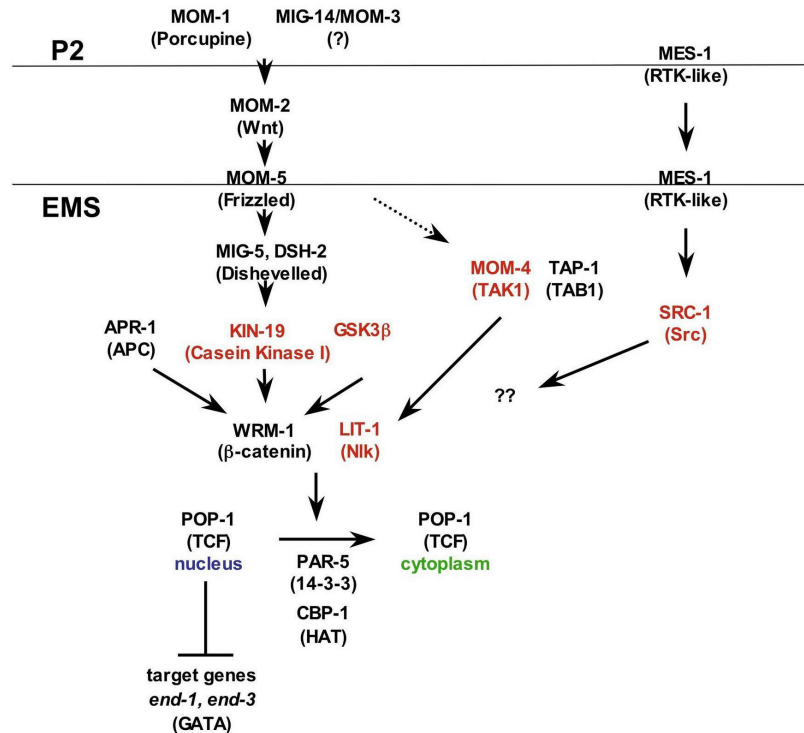 MOM-1
(Porcupine)
MIG-14/MOM-3
(?)
P2
MES-1
(RTK-like)
MOM-2
(Wnt)
MOM-5
(Frizzled)
MES-1
(RTK-like)
EMS
MIG-5, DSH-2
(Dishevelled)
MOM-4
(TAK1)
TAP-1
(TAB1)
SRC-1
(Src)
APR-1
(APC)
KIN-19
(Casein Kinase I)
GSK3β
??
WRM-1
(β-catenin)
LIT-1
(Nlk)
POP-1
(TCF)
nucleus
PAR-5
(14-3-3)
CBP-1
(HAT)
POP-1
(TCF)
cytoplasm
target genes
end-1, end-3
(GATA)